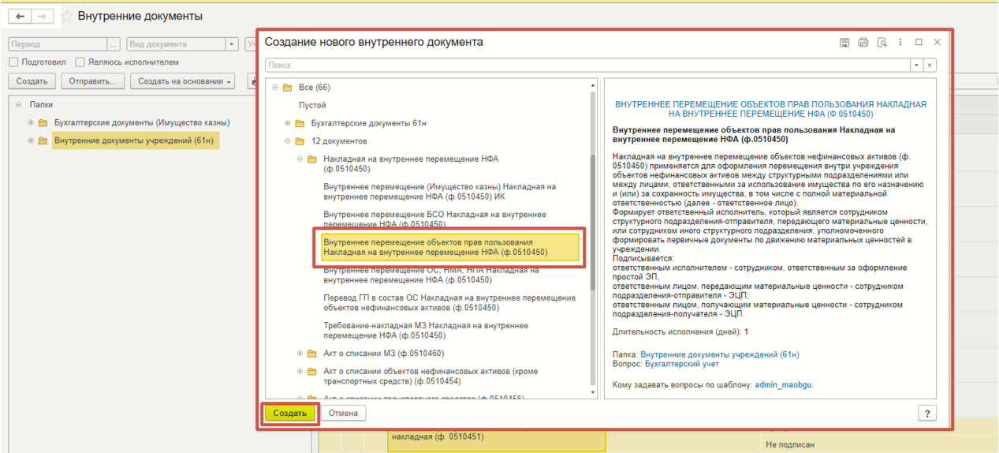 Внутренние документы
Период
...
Вид документа
Подготовил
Являюсь исполнителем
Создать
Отправить...
Создать на основании
Папки
Бухгалтерские документы (Имущество казны)
Внутренние документы учреждений (61н)
Создание нового внутреннего документа
Поиск
Все (66)
Пустой
Бухгалтерские документы 61н
12 документов
Накладная на внутреннее перемещение НФА
(ф.0510450)
Внутреннее перемещение (Имущество казны) Накладная на
внутреннее перемещение НФА (ф.0510450) ИК
Внутреннее перемещение БСО Накладная на внутреннее
перемещение НФА (ф.0510450)
Внутреннее перемещение объектов прав пользования
Накладная на внутреннее перемещение НФА (ф.0510450)
Внутреннее перемещение ОС, НМА, НПА Накладная на
внутреннее перемещение НФА (ф.0510450)
Перевод ГП в состав ОС Накладная на внутреннее перемещение
объектов нефинансовых активов (ф.0510450)
Требование-накладная МЗ Накладная на внутреннее
перемещение НФА (ф.0510450)
Акт о списании МЗ (ф.0510460)
Акт о списании объектов нефинансовых активов (кроме
транспортных средств) (ф.0510454)
Акт о списании транспортного средства (ф.0510456)
ВНУТРЕННЕЕ ПЕРЕМЕЩЕНИЕ ОБЪЕКТОВ ПРАВ ПОЛЬЗОВАНИЯ НАКЛАДНАЯ
НА ВНУТРЕННЕЕ ПЕРЕМЕЩЕНИЕ НФА (Ф.0510450)
Внутреннее перемещение объектов прав пользования Накладная на
внутреннее перемещение НФА (ф.0510450)
Накладная на внутреннее перемещение объектов нефинансовых активов (ф.
0510450) применяется для оформления перемещения внутри учреждения
объектов нефинансовых активов между структурными подразделениями или
между лицами, ответственными за использование имущества по его назначению
и (или) за сохранность имущества, в том числе с полной материальной
ответственностью (далее - ответственное лицо).
Формирует ответственный исполнитель, который является сотрудником
структурного подразделения-отправителя, передающего материальные ценности,
или сотрудником иного структурного подразделения, уполномоченного
формировать первичные документы по движению материальных ценностей в
учреждении.
Подписывается:
ответственным исполнителем - сотрудником, ответственным за оформление
простой ЭП,
ответственным лицом, передающим материальные ценности - сотрудником
подразделения-отправителя - ЭЦП;
ответственным лицом, получающим материальные ценности - сотрудником
подразделения-получателя - ЭЦП.
Длительность исполнения (дней): 1
Папка: Внутренние документы учреждений (61н)
Вопрос: Бухгалтерский учет
Кому задавать вопросы по шаблону: admin_maobgu
Создать
Отмена
?
накладная (ф. 0510451)
Не подписан